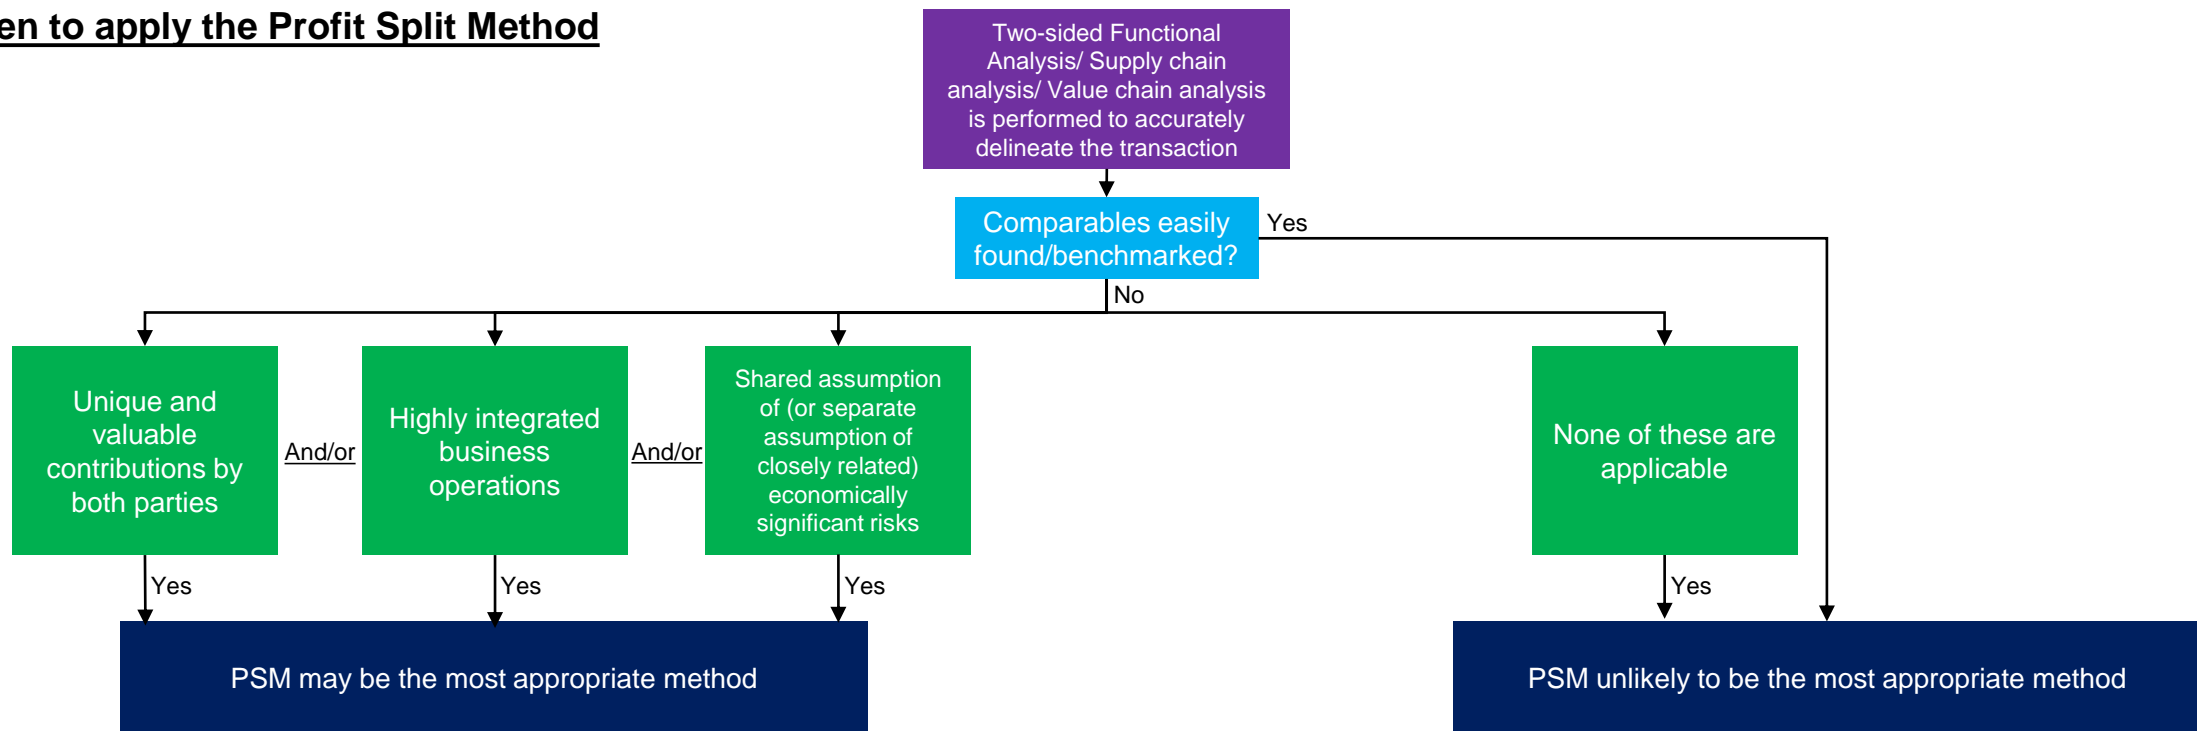 en to apply the Profit Split Method
Two-sided Functional
Analysis/ Supply chain
analysis/ Value chain analysis
is performed to accurately
delineate the transaction
Comparables easily
found/benchmarked?
Yes
No
Unique and
valuable
contributions by
both parties
And/or
Highly integrated
business
operations
And/or
Shared assumption
of (or separate
assumption of
closely related)
economically
significant risks
None of these are
applicable
Yes
Yes
Yes
Yes
PSM may be the most appropriate method
PSM unlikely to be the most appropriate method